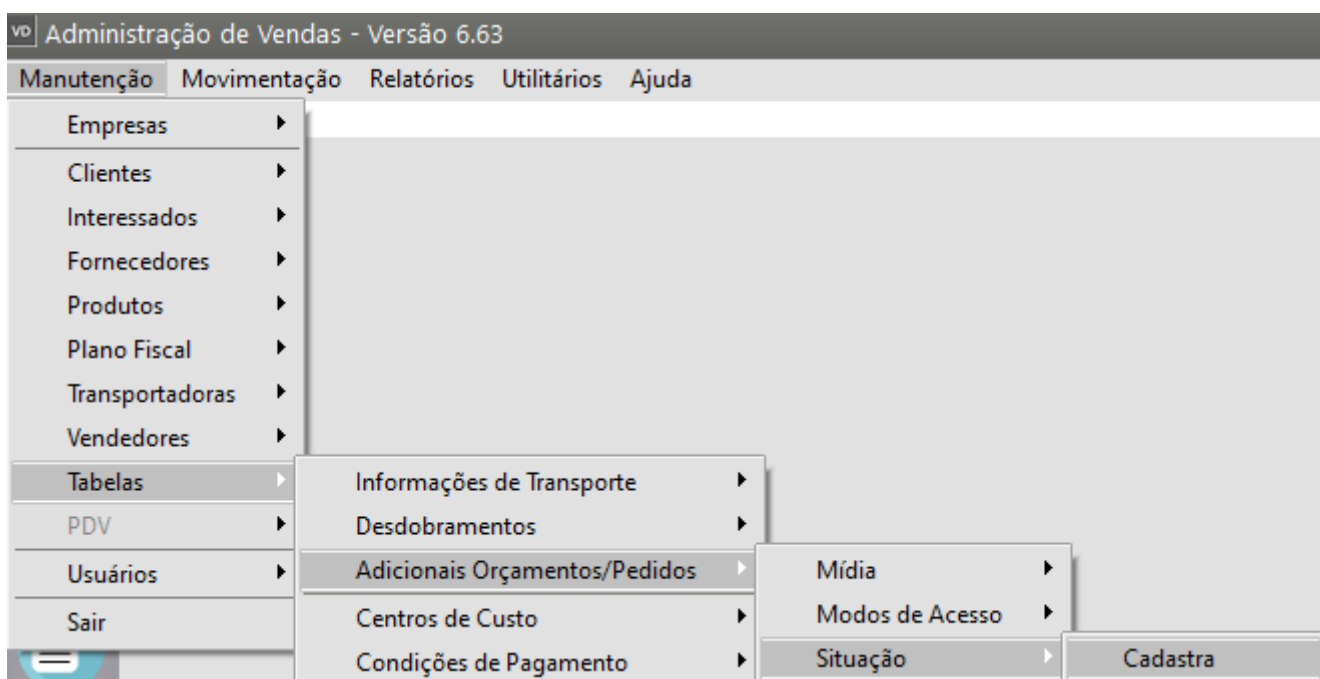 VD Administração de Vendas - Versão 6.63
Manutenção Movimentação Relatórios Utilitários Ajuda
Empresas
Clientes
Interessados
Fornecedores
Produtos
Plano Fiscal
Transportadoras
Vendedores
Tabelas
PDV
Usuários
Sair
Informações de Transporte
Desdobramentos
Adicionais Orçamentos/Pedidos
Centros de Custo
Condições de Pagamento
Mídia
Modos de Acesso
Situação
Cadastra